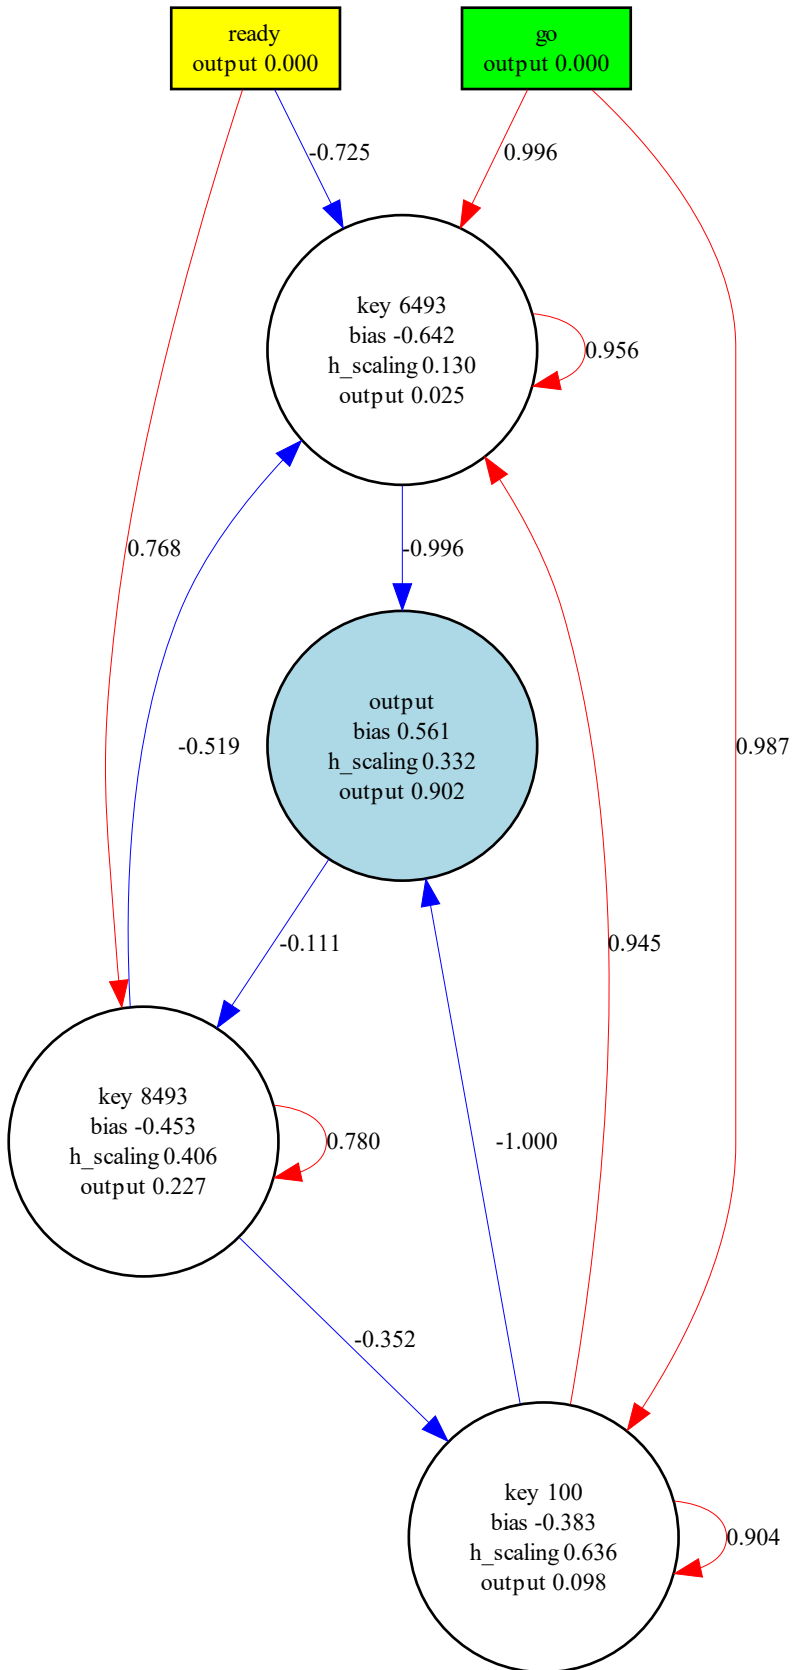 ready
output 0.000
go
output 0.000
-0.725
0.996
key 6493
bias -0.642
h_scaling 0.130
output 0.025
0.956
0.768
-0.996
output
bias 0.561
h_scaling 0.332
output 0.902
-0.519
0.987
-0.111
0.945
key 8493
bias -0.453
h_scaling 0.406
output 0.227
0.780
-1.000
-0.352
key 100
bias -0.383
h_scaling 0.636
output 0.098
0.904